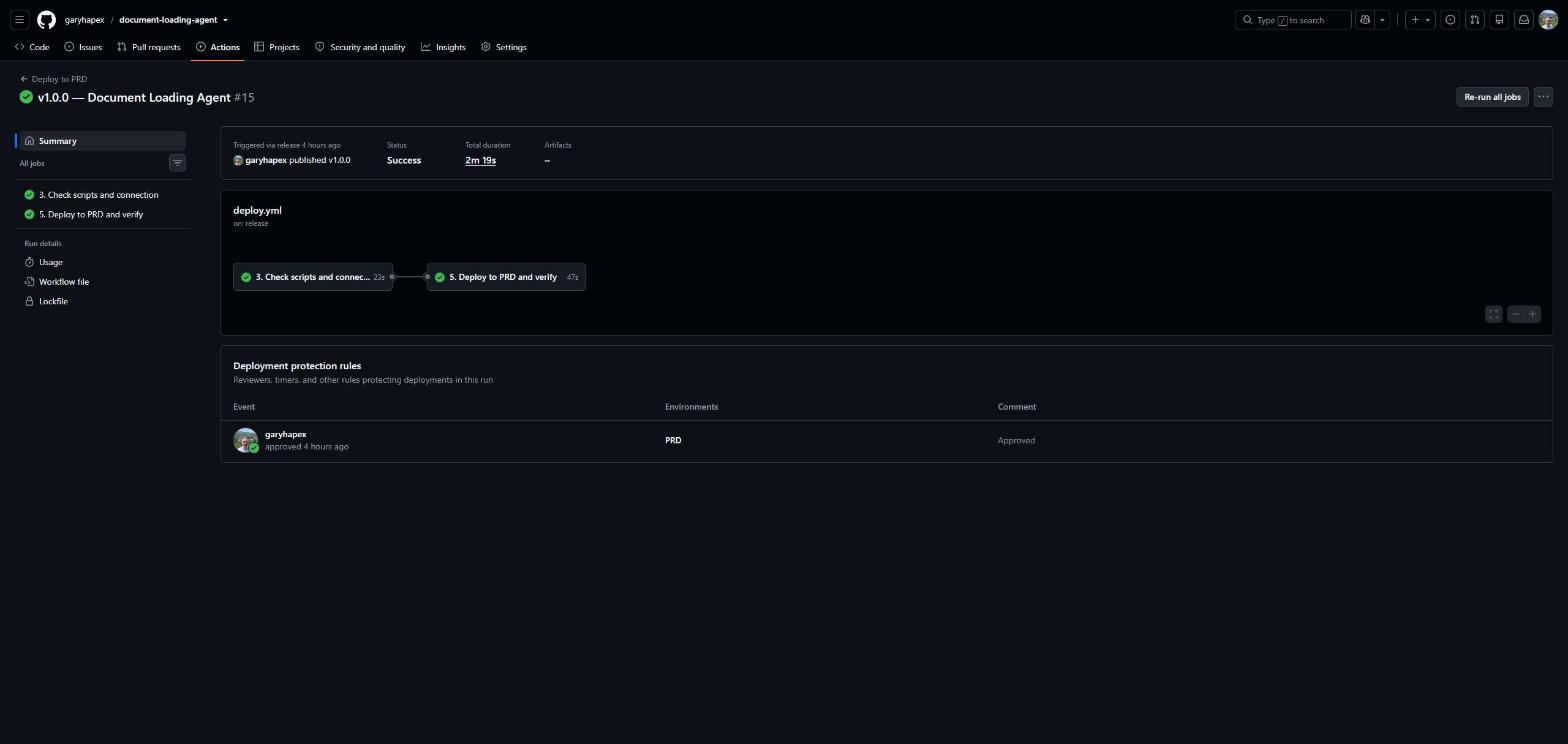 garyhapex / document-loading-agent
Type / to search
Code Issues Pull requests Actions Projects Security and quality Insights Settings
Deploy to PRD
v1.0.0 — Document Loading Agent #15
Re-run all jobs
Summary
All jobs
3. Check scripts and connection
5. Deploy to PRD and verify
Run details
Usage
Workflow file
Lockfile
Triggered via release 4 hours ago Status Total duration Artifacts
garyhapex published v1.0.0 Success 2m 19s –
deploy.yml
on: release
3. Check scripts and connec... 23s 5. Deploy to PRD and verify 47s
Deployment protection rules
Reviewers, timers, and other rules protecting deployments in this run
Event Environments Comment
garyhapex
approved 4 hours ago PRD Approved